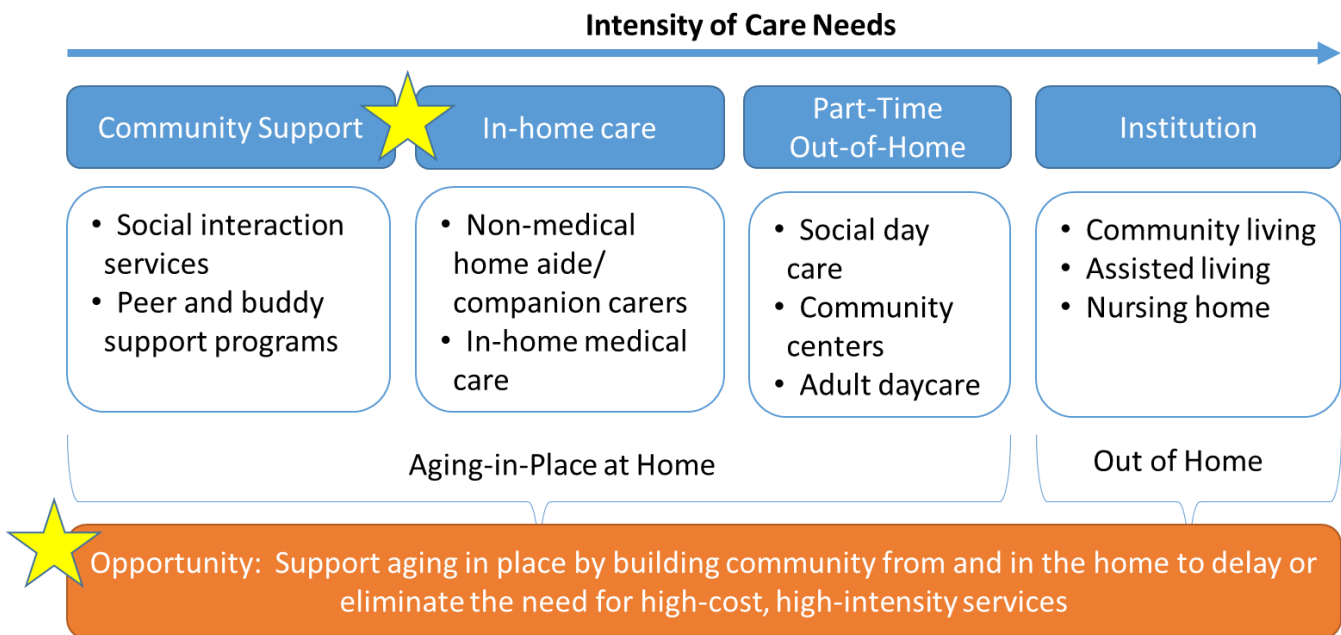 Intensity of Care Needs
Community Support
In-home care
Part-Time
Out-of-Home
Institution
• Social interaction
services
• Peer and buddy
support programs
• Non-medical
home aide/
companion carers
• In-home medical
care
• Social day
care
• Community
centers
• Adult daycare
• Community living
• Assisted living
• Nursing home
Aging-in-Place at Home
Out of Home
Opportunity: Support aging in place by building community from and in the home to delay or
eliminate the need for high-cost, high-intensity services